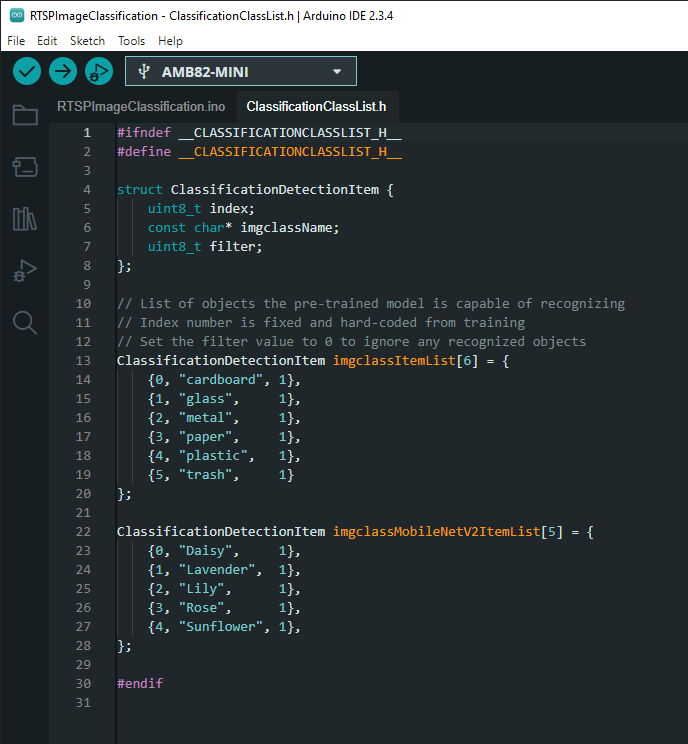 RTSPImageClassification - ClassificationClassList.h | Arduino IDE 2.3.4
File Edit Sketch Tools Help
AMB82-MINI
RTSPImageClassification.ino ClassificationClassList.h
1 #ifndef __CLASSIFICATIONCLASSLIST_H__
2 #define __CLASSIFICATIONCLASSLIST_H__
3
4 struct ClassificationDetectionItem {
5     uint8_t index;
6     const char* imgclassName;
7     uint8_t filter;
8 };
9
10 // List of objects the pre-trained model is capable of recognizing
11 // Index number is fixed and hard-coded from training
12 // Set the filter value to 0 to ignore any recognized objects
13 ClassificationDetectionItem imgclassItemList[6] = {
14     {0, "cardboard", 1},
15     {1, "glass",     1},
16     {2, "metal",     1},
17     {3, "paper",     1},
18     {4, "plastic",   1},
19     {5, "trash",     1}
20 };
21
22 ClassificationDetectionItem imgclassMobileNetV2ItemList[5] = {
23     {0, "Daisy",     1},
24     {1, "Lavender",  1},
25     {2, "Lily",      1},
26     {3, "Rose",      1},
27     {4, "Sunflower", 1},
28 };
29
30 #endif
31